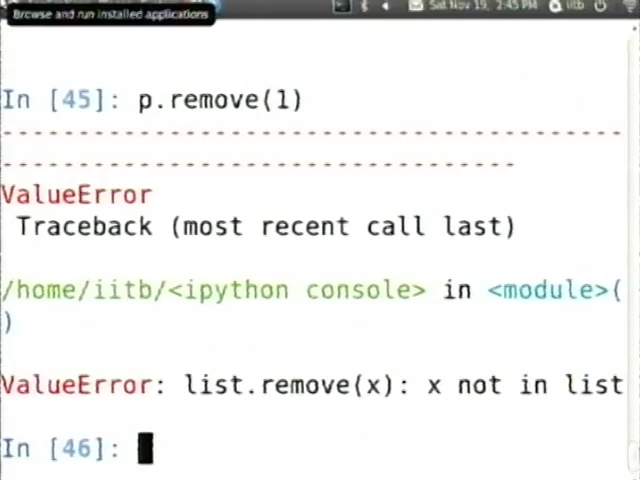 Browse and run installed applications
Sat Nov 19, 2:45 PM iitb
In [45]: p.remove(1)
--------------------------------------------------------------------------
ValueError
Traceback (most recent call last)
/home/iitb/<ipython console> in <module>(
)
ValueError: list.remove(x): x not in list
In [46]: